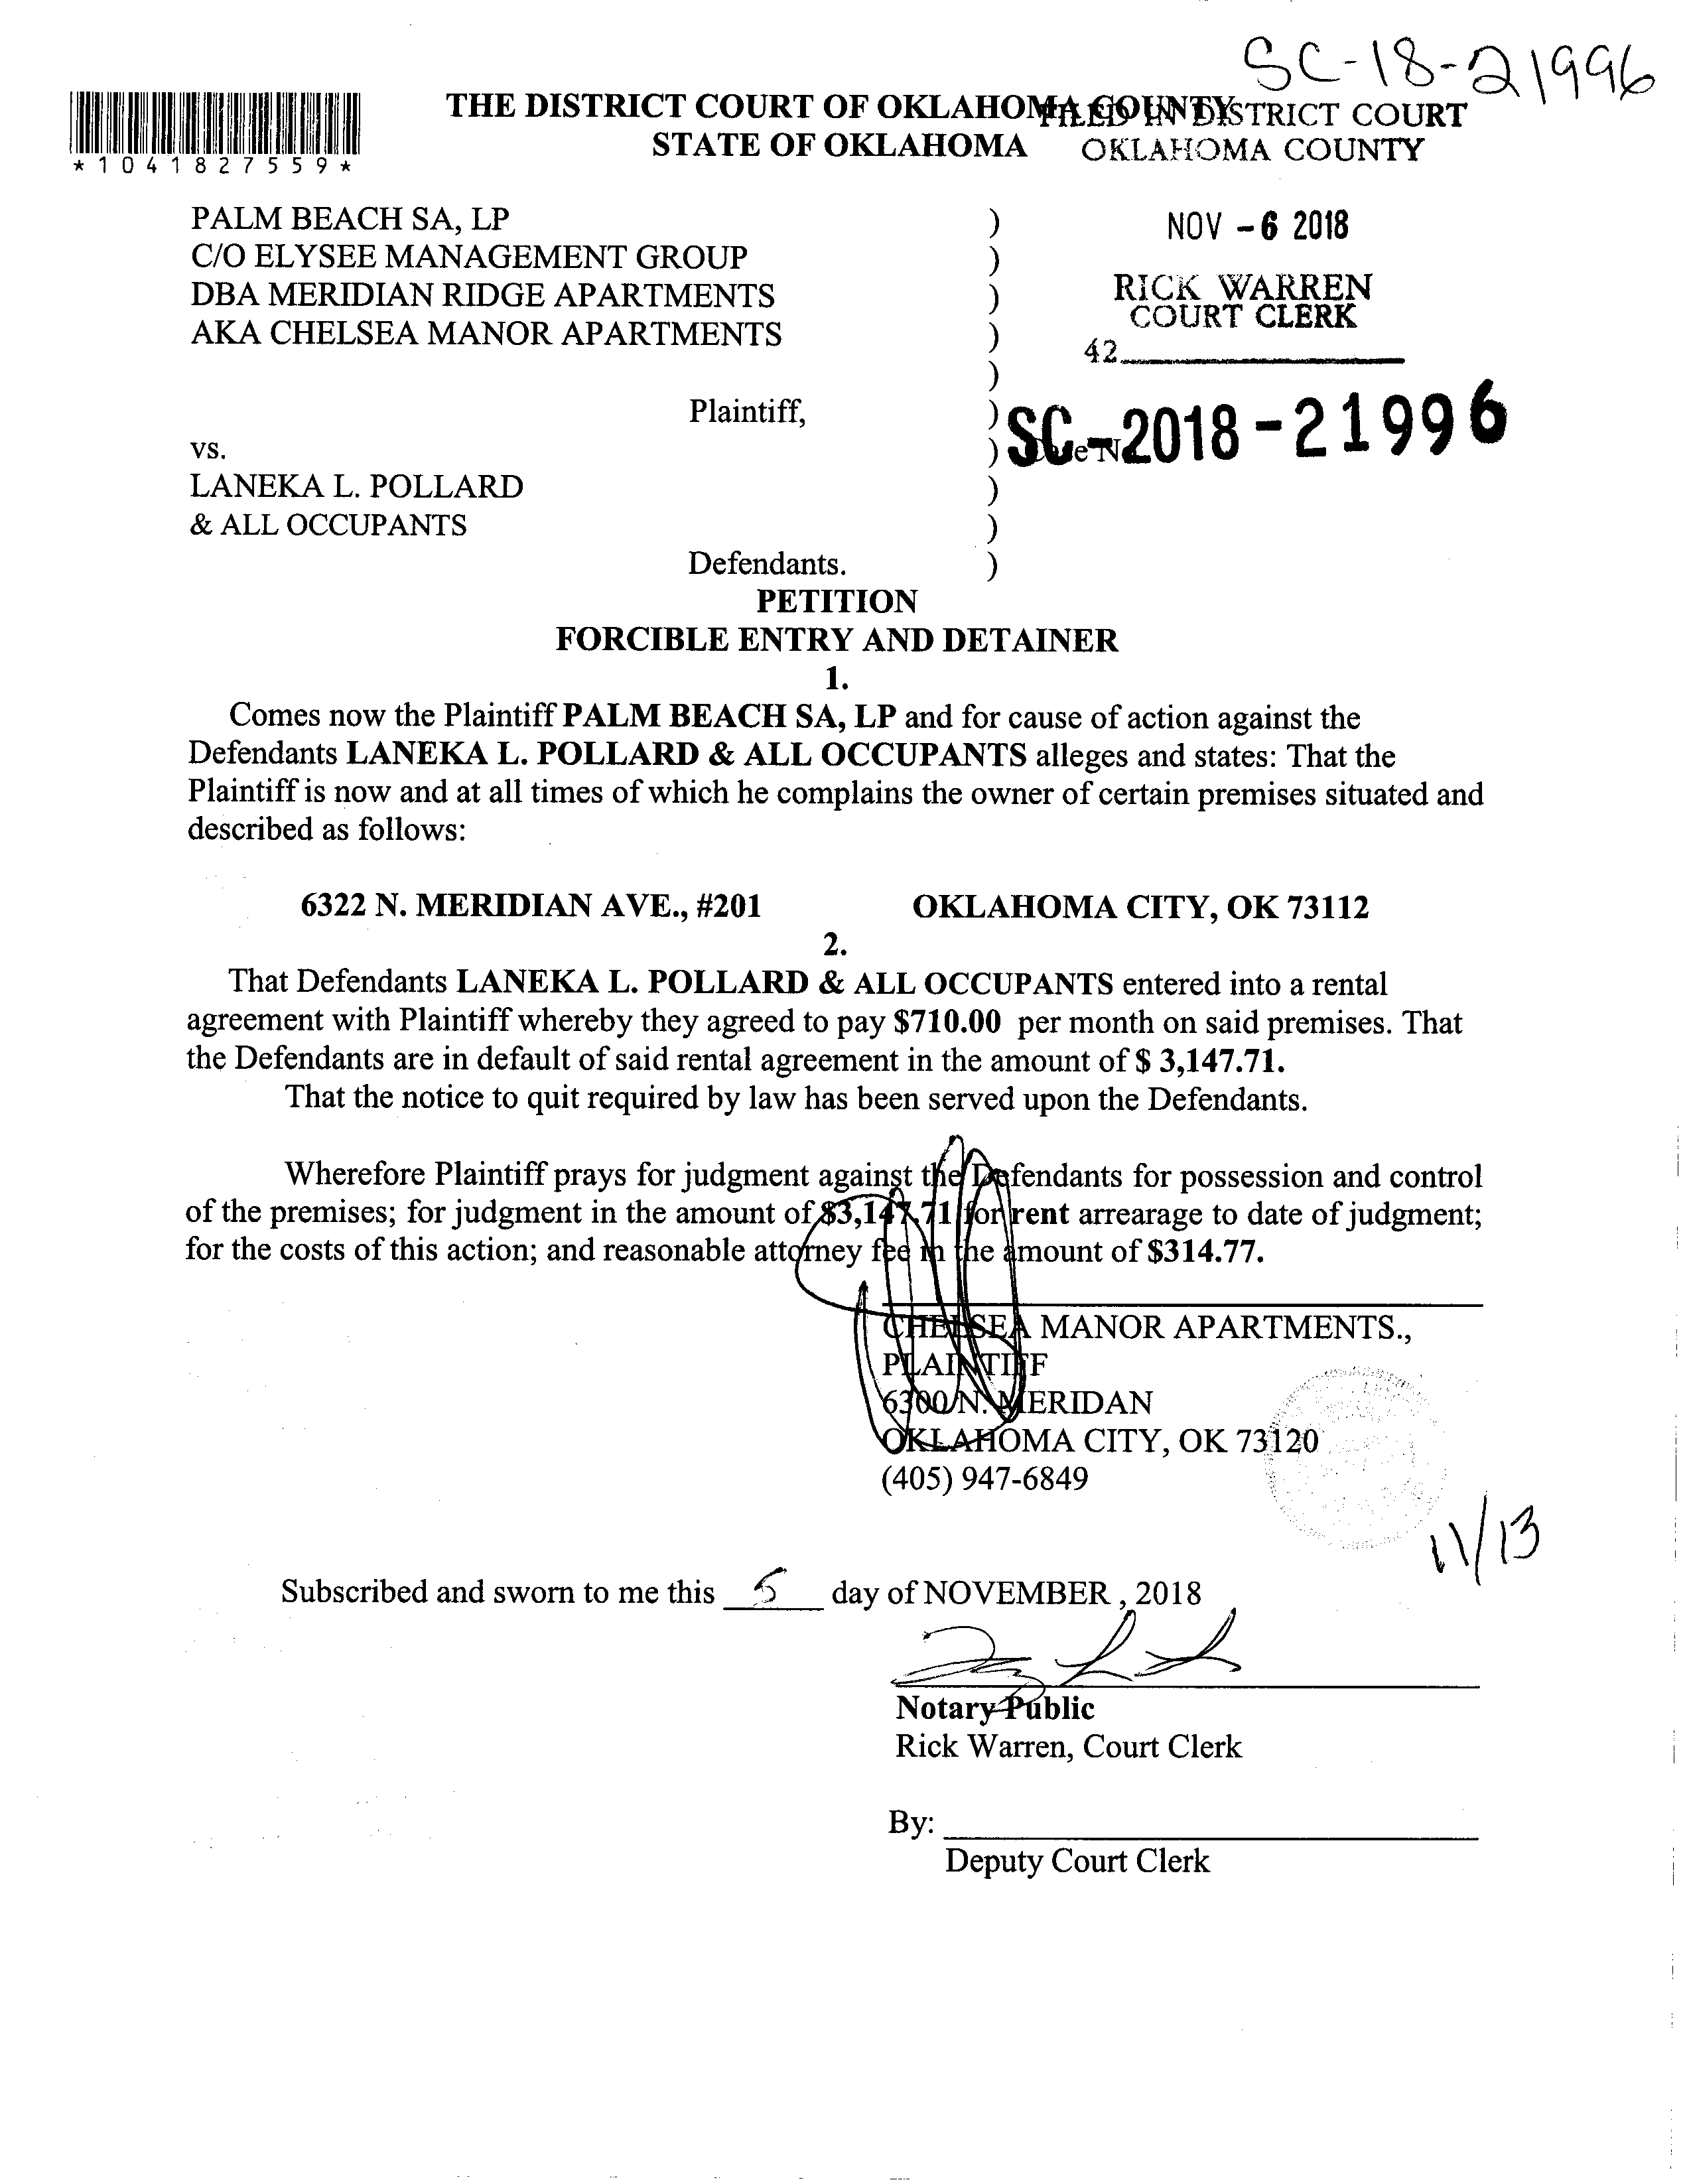 SC-18-21996
THE DISTRICT COURT OF OKLAHOMA COUNTY
STATE OF OKLAHOMA
FILED IN DISTRICT COURT
OKLAHOMA COUNTY
*1041827559*
NOV -6 2018
RICK WARREN
COURT CLERK
42
PALM BEACH SA, LP )
C/O ELYSEE MANAGEMENT GROUP )
DBA MERIDIAN RIDGE APARTMENTS )
AKA CHELSEA MANOR APARTMENTS )
)
Plaintiff, ) SC-2018-21996
vs. )
LANEKA L. POLLARD )
& ALL OCCUPANTS )
Defendants. )
PETITION
FORCIBLE ENTRY AND DETAINER
1.
Comes now the Plaintiff PALM BEACH SA, LP and for cause of action against the
Defendants LANEKA L. POLLARD & ALL OCCUPANTS alleges and states: That the
Plaintiff is now and at all times of which he complains the owner of certain premises situated and
described as follows:
6322 N. MERIDIAN AVE., #201 OKLAHOMA CITY, OK 73112
2.
That Defendants LANEKA L. POLLARD & ALL OCCUPANTS entered into a rental
agreement with Plaintiff whereby they agreed to pay $710.00 per month on said premises. That
the Defendants are in default of said rental agreement in the amount of $ 3,147.71.
That the notice to quit required by law has been served upon the Defendants.
Wherefore Plaintiff prays for judgment against the Defendants for possession and control
of the premises; for judgment in the amount of $3,147.71 for rent arrearage to date of judgment;
for the costs of this action; and reasonable attorney fee in the amount of $314.77.
CHELSEA MANOR APARTMENTS.,
PLAINTIFF
6300 N. MERIDAN
OKLAHOMA CITY, OK 73120
(405) 947-6849
11/13
Subscribed and sworn to me this 5 day of NOVEMBER , 2018
Notary Public
Rick Warren, Court Clerk
By:
Deputy Court Clerk